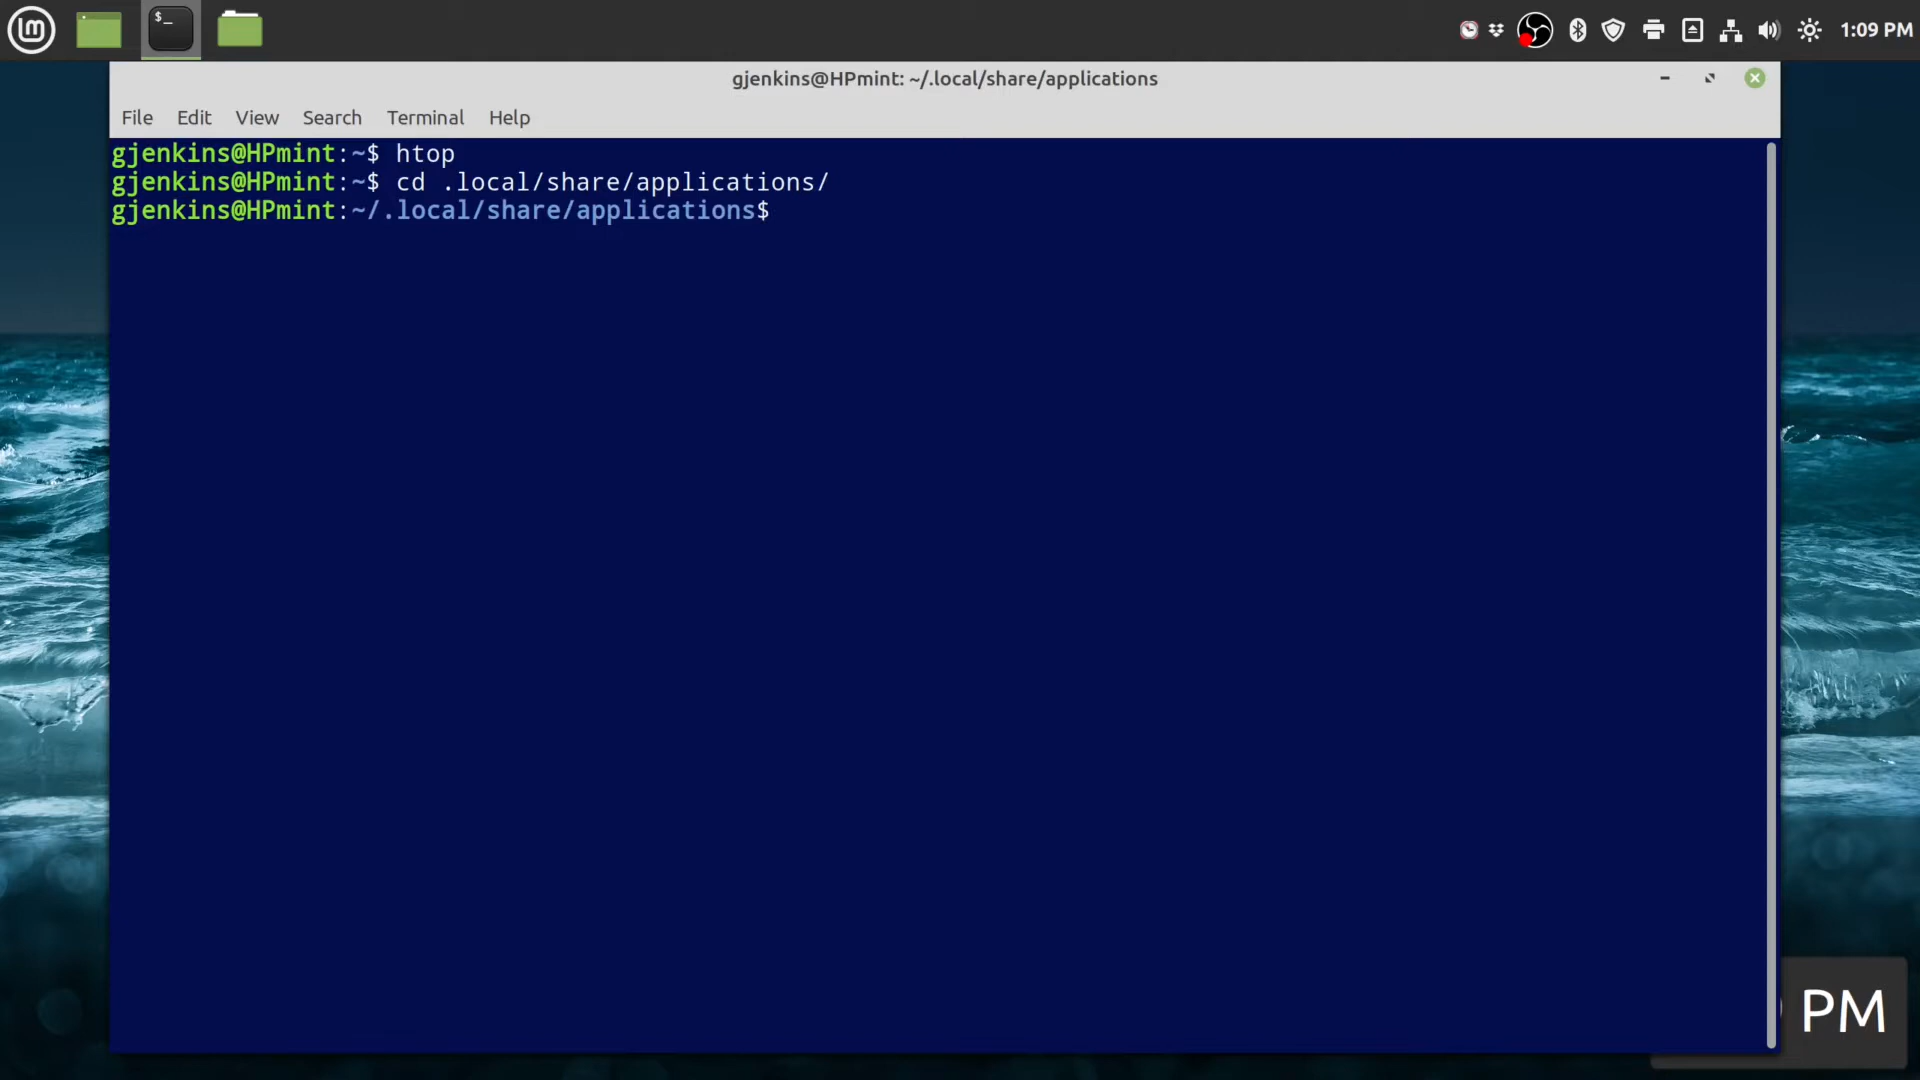 $_
1:09 PM
gjenkins@HPmint: ~/.local/share/applications
File Edit View Search Terminal Help
gjenkins@HPmint:~$ htop
gjenkins@HPmint:~$ cd .local/share/applications/
gjenkins@HPmint:~/.local/share/applications$
PM